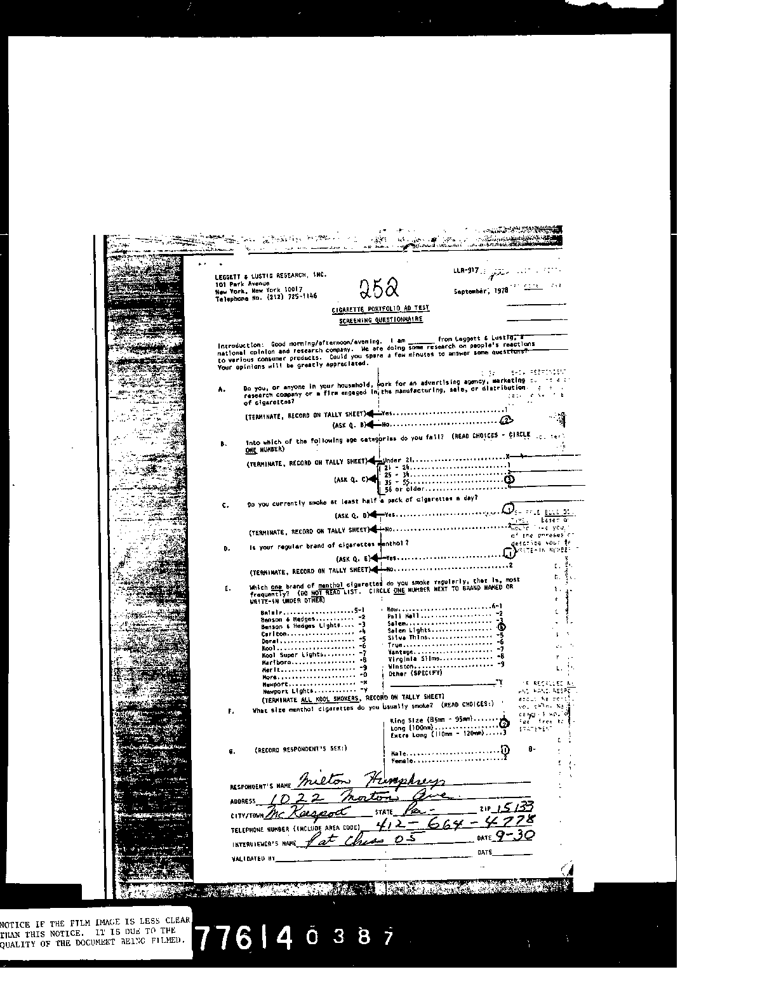 LEGGETT & LUSTIG RESEARCH, INC.
101 Park Avenue
New York, New York 10017
Telephone No. (212) 725-1146
LLR-917
September, 1978
252
CIGARETTE PORTFOLIO AD TEST
SCREENING QUESTIONNAIRE
Introduction: Good morning/afternoon/evening. I am ______ from Leggett & Lustig, a
national opinion and research company. We are doing some research on people's reactions
to various consumer products. Could you spare a few minutes to answer some questions?
Your opinions will be greatly appreciated.
A. Do you, or anyone in your household, work for an advertising agency, marketing
research company or a firm engaged in the manufacturing, sale, or distribution
of cigarettes?
(TERMINATE, RECORD ON TALLY SHEET) Yes 1
(ASK Q. B) No 2
B. Into which of the following age categories do you fall? (READ CHOICES - CIRCLE
ONE NUMBER)
(TERMINATE, RECORD ON TALLY SHEET) Under 21 X
21 - 24 1
(ASK Q. C) 25 - 34
35 - 55 3
56 or older
C. Do you currently smoke at least half a pack of cigarettes a day?
(ASK Q. D) Yes 1
(TERMINATE, RECORD ON TALLY SHEET) No
D. Is your regular brand of cigarettes menthol?
(ASK Q. E) Yes 1
(TERMINATE, RECORD ON TALLY SHEET) No 2
E. Which one brand of menthol cigarettes do you smoke regularly, that is, most
frequently? (DO NOT READ LIST. CIRCLE ONE NUMBER NEXT TO BRAND NAMED OR
WRITE-IN UNDER OTHER)
Belair 5-1 Now 6-1
Benson & Hedges -2 Pall Mall -2
Benson & Hedges Lights -3 Salem -3
Carlton -4 Salem Lights
Doral -5 Silva Thins -5
Kool -6 True -6
Kool Super Lights -7 Vantage -7
Marlboro -8 Virginia Slims -8
Merit -9 Winston -9
More -0 Other (SPECIFY)
Newport -X
Newport Lights -Y -Y
(TERMINATE ALL KOOL SMOKERS, RECORD ON TALLY SHEET)
F. What size menthol cigarettes do you usually smoke? (READ CHOICES:)
King Size (85mm - 95mm)
Long (100mm) 2
Extra Long (110mm - 120mm) 3
G. (RECORD RESPONDENT'S SEX:) Male 1 8-
Female 2
RESPONDENT'S NAME Milton Humphreys
ADDRESS 1022 Morton Ave.
CITY/TOWN McKeesport STATE Pa. ZIP 15133
TELEPHONE NUMBER (INCLUDE AREA CODE) 412-664-4778
INTERVIEWER'S NAME Pat Chess 05 DATE 9-30
VALIDATED BY DATE
NOTICE IF THE FILM IMAGE IS LESS CLEAR
THAN THIS NOTICE. IT IS DUE TO THE
QUALITY OF THE DOCUMENT BEING FILMED.
776140387